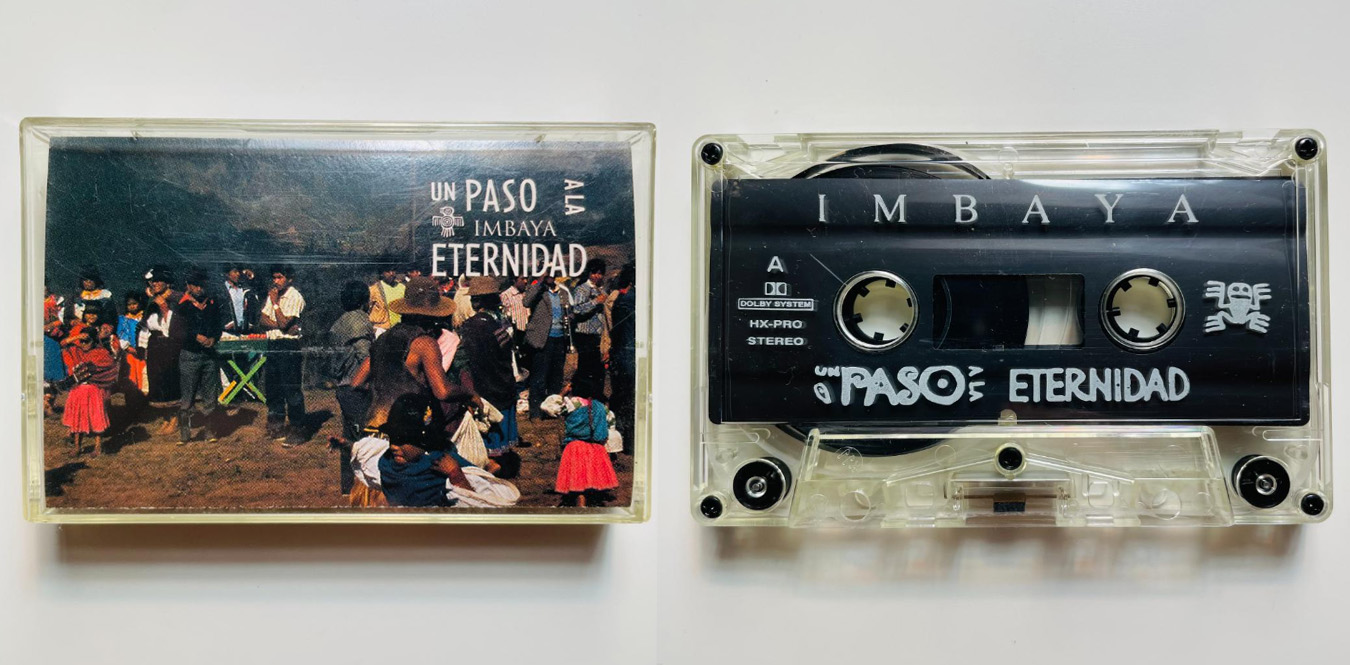 UN PASO A LA
IMBAYA
ETERNIDAD
IMBAYA
A
DOLBY SYSTEM
HX-PRO
STEREO
UN PASO A LA ETERNIDAD